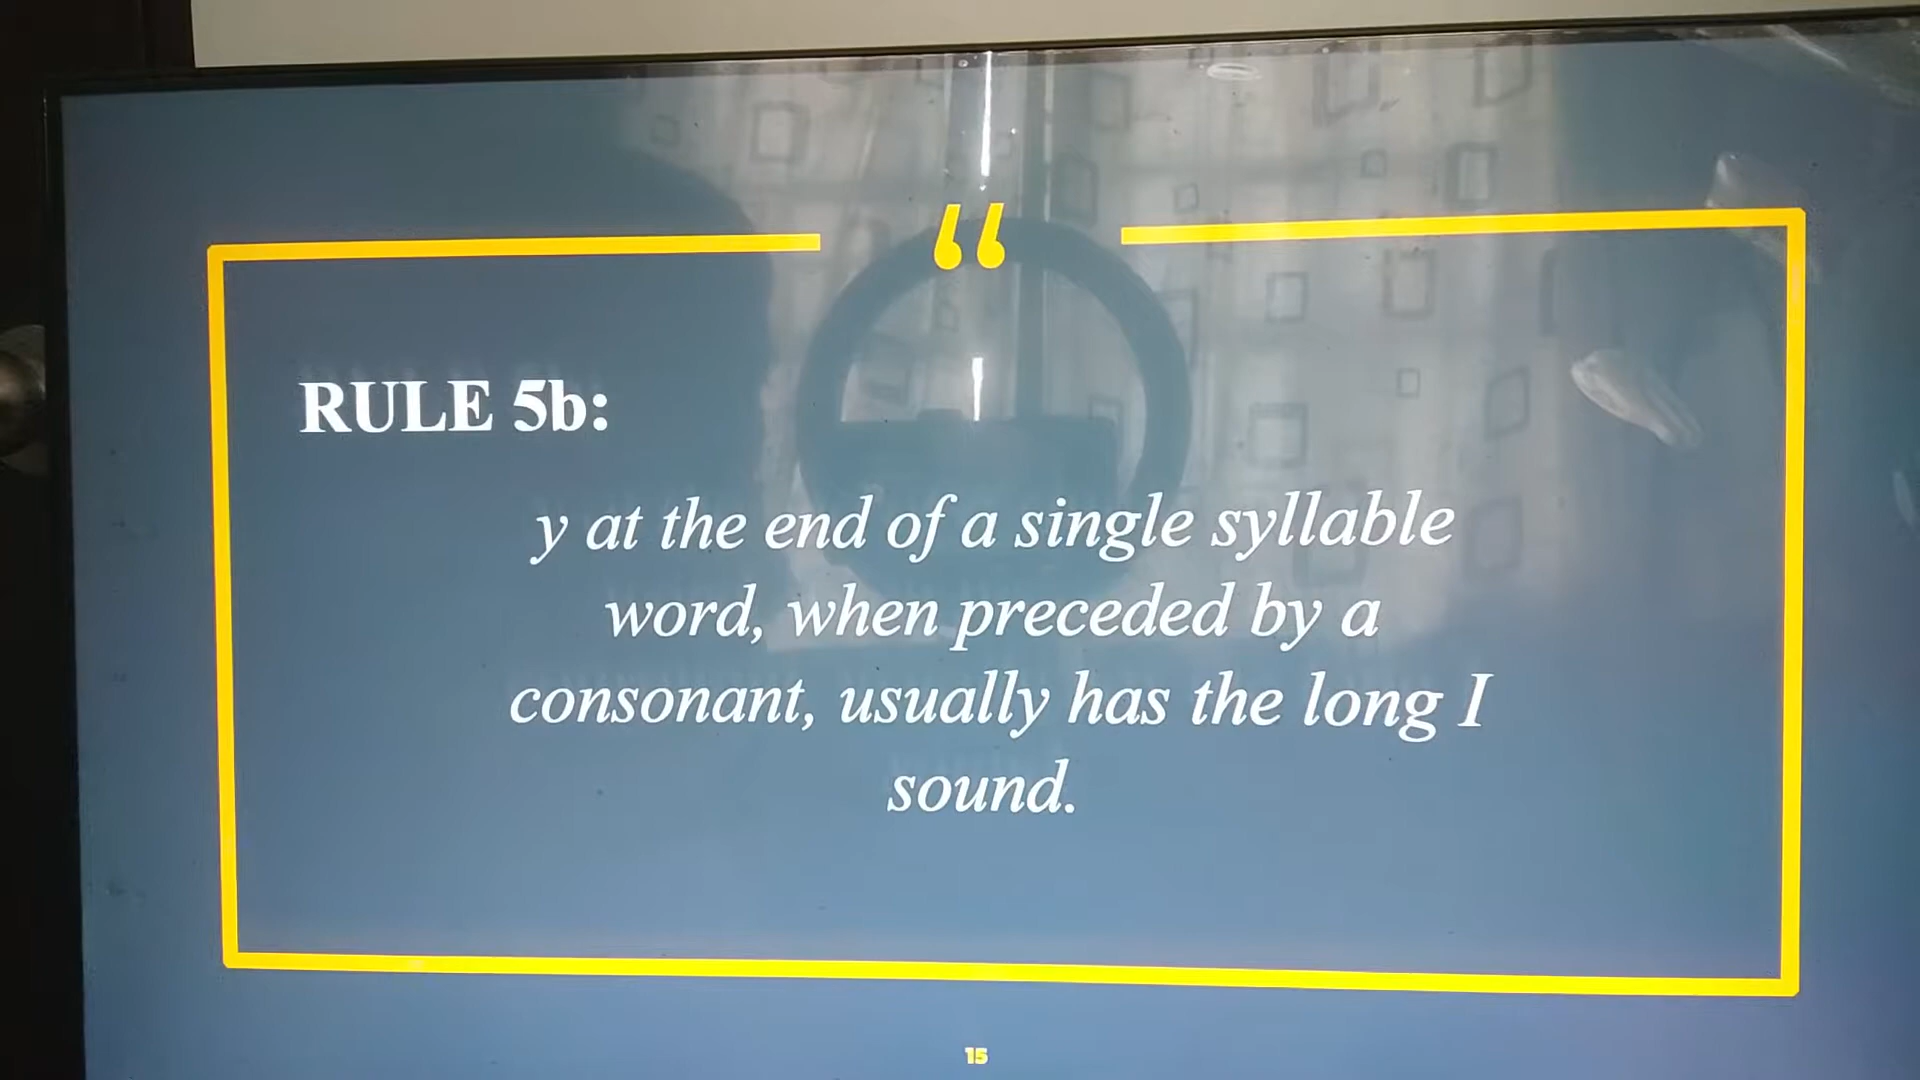 “
RULE 5b:
y at the end of a single syllable
word, when preceded by a
consonant, usually has the long I
sound.
15